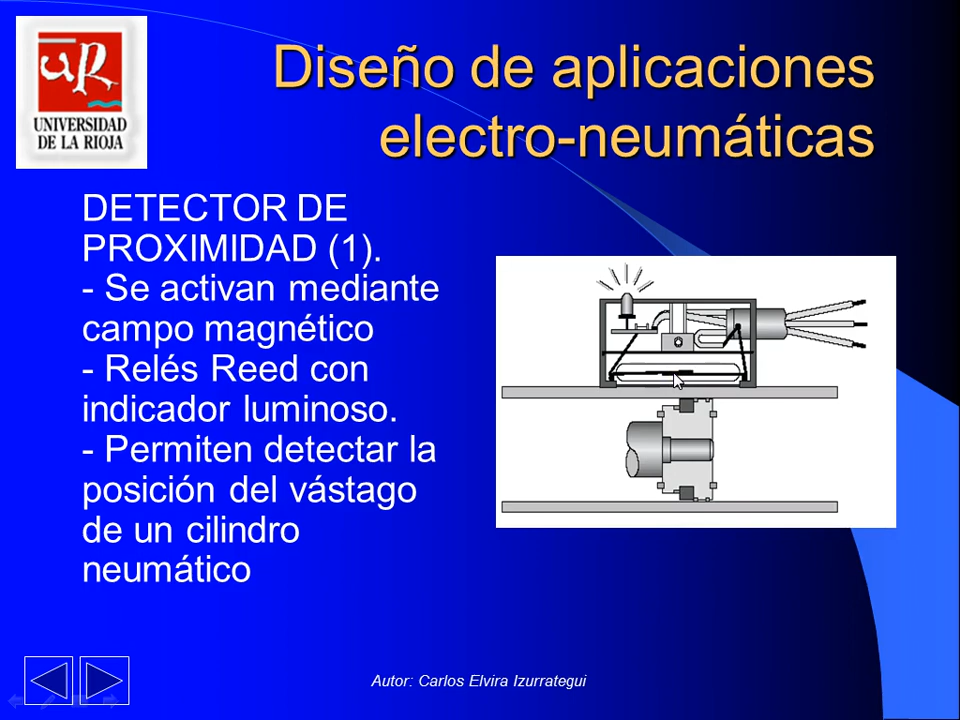 UNIVERSIDAD
DE LA RIOJA
Diseño de aplicaciones
electro-neumáticas
DETECTOR DE
PROXIMIDAD (1).
- Se activan mediante
campo magnético
- Relés Reed con
indicador luminoso.
- Permiten detectar la
posición del vástago
de un cilindro
neumático
Autor: Carlos Elvira Izurrategui